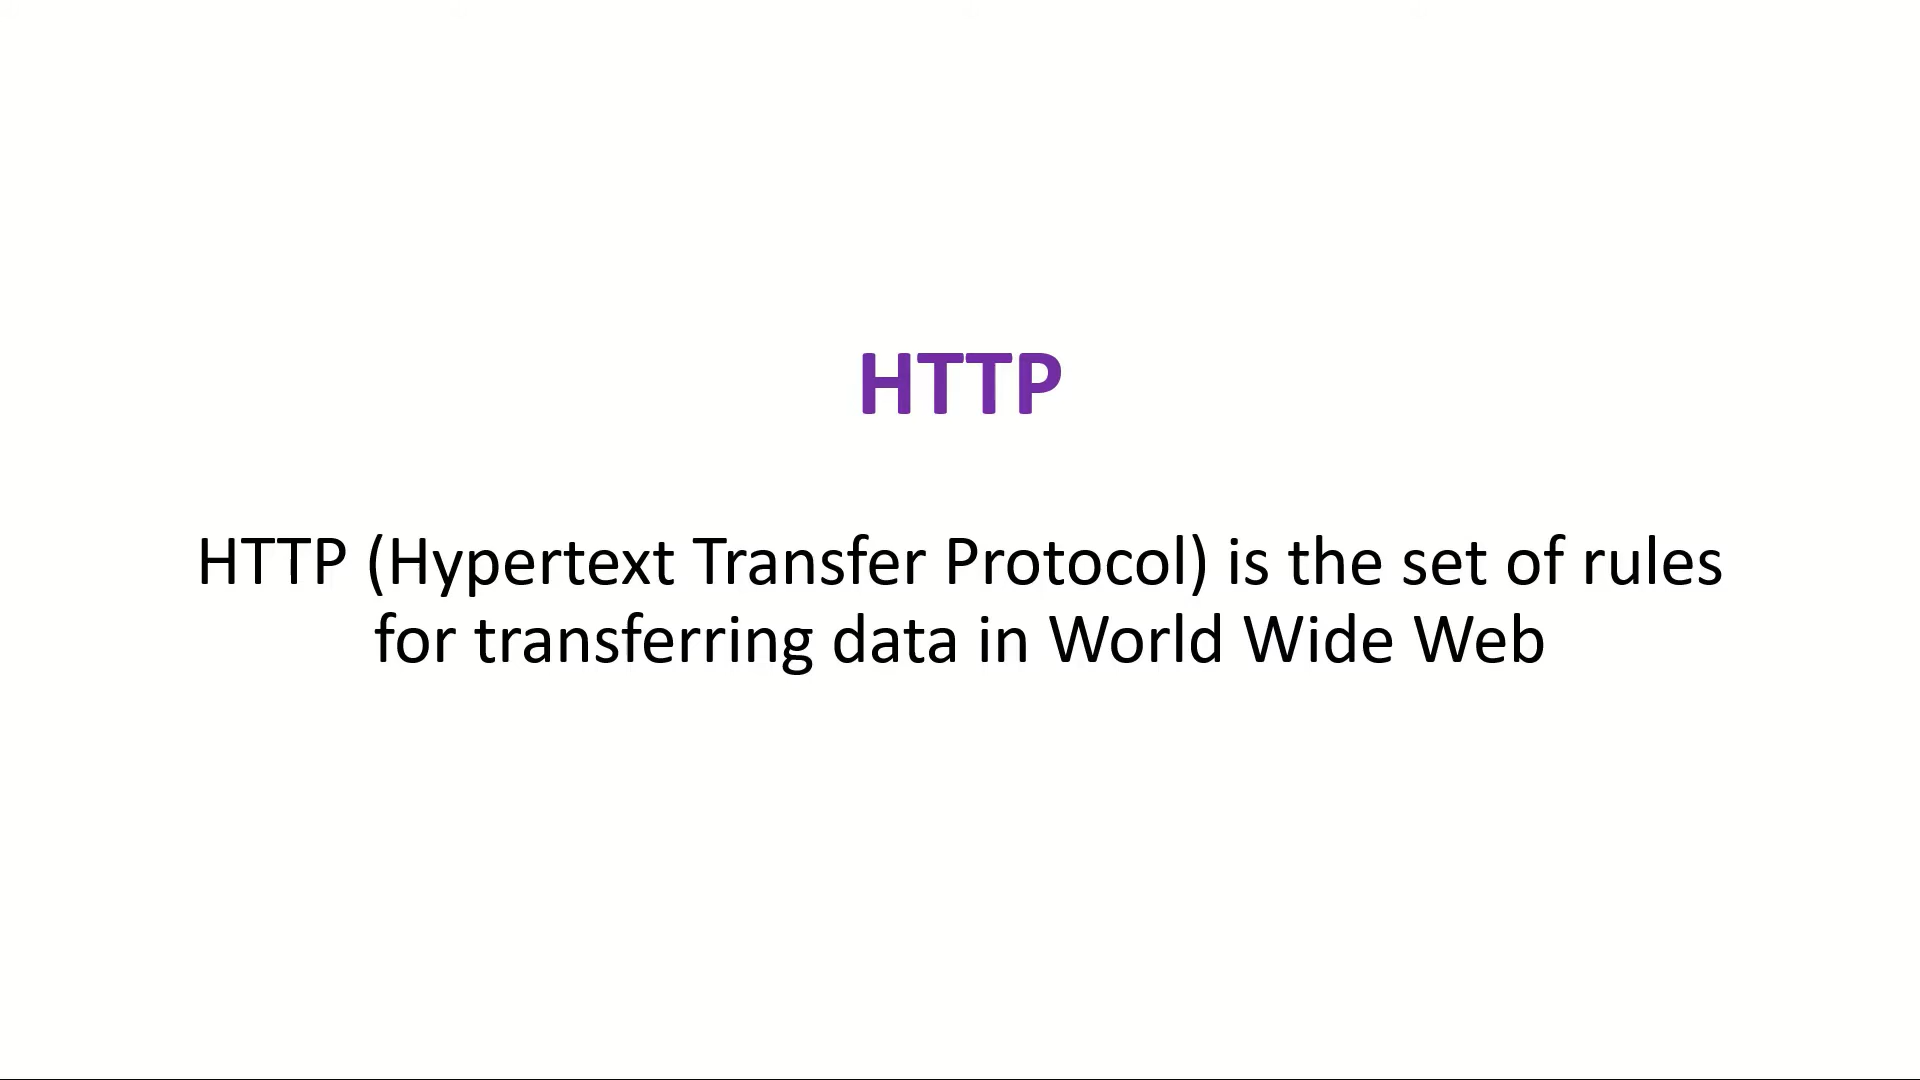 HTTP
HTTP (Hypertext Transfer Protocol) is the set of rules
for transferring data in World Wide Web